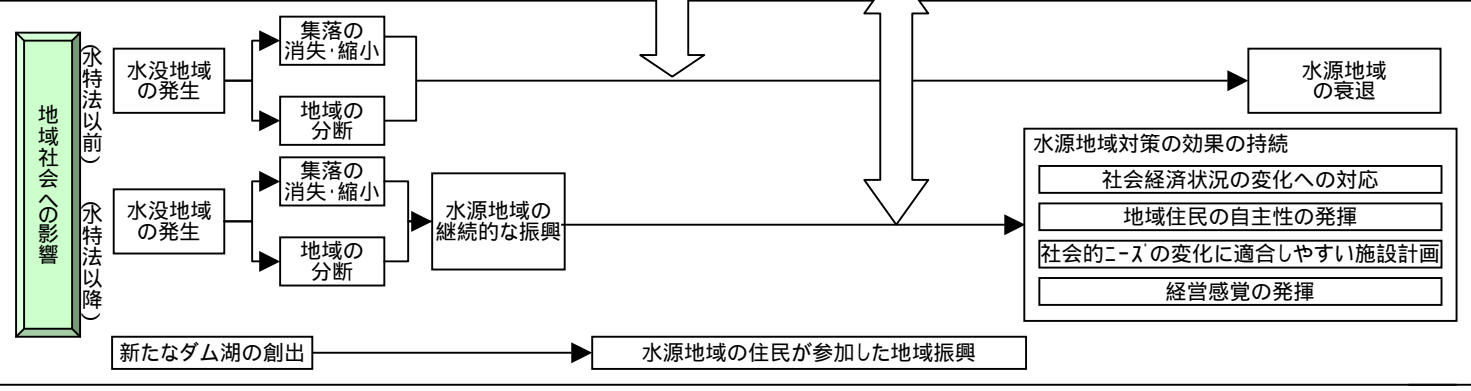 地域社会への影響
(水特法以前)
水没地域
の発生
集落の
消失・縮小
地域の
分断
水源地域
の衰退
(水特法以降)
水没地域
の発生
集落の
消失・縮小
地域の
分断
水源地域の
継続的な振興
水源地域対策の効果の持続
社会経済状況の変化への対応
地域住民の自主性の発揮
社会的ﾆｰｽﾞの変化に適合しやすい施設計画
経営感覚の発揮
新たなダム湖の創出
水源地域の住民が参加した地域振興